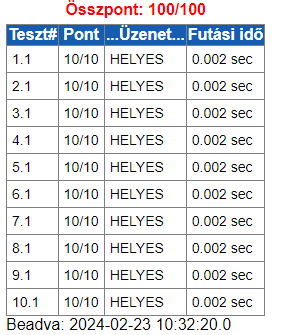 Összpont: 100/100
Teszt# Pont ...Üzenet... Futási idő
1.1 10/10 HELYES 0.002 sec
2.1 10/10 HELYES 0.002 sec
3.1 10/10 HELYES 0.002 sec
4.1 10/10 HELYES 0.002 sec
5.1 10/10 HELYES 0.002 sec
6.1 10/10 HELYES 0.002 sec
7.1 10/10 HELYES 0.002 sec
8.1 10/10 HELYES 0.002 sec
9.1 10/10 HELYES 0.002 sec
10.1 10/10 HELYES 0.002 sec
Beadva: 2024-02-23 10:32:20.0